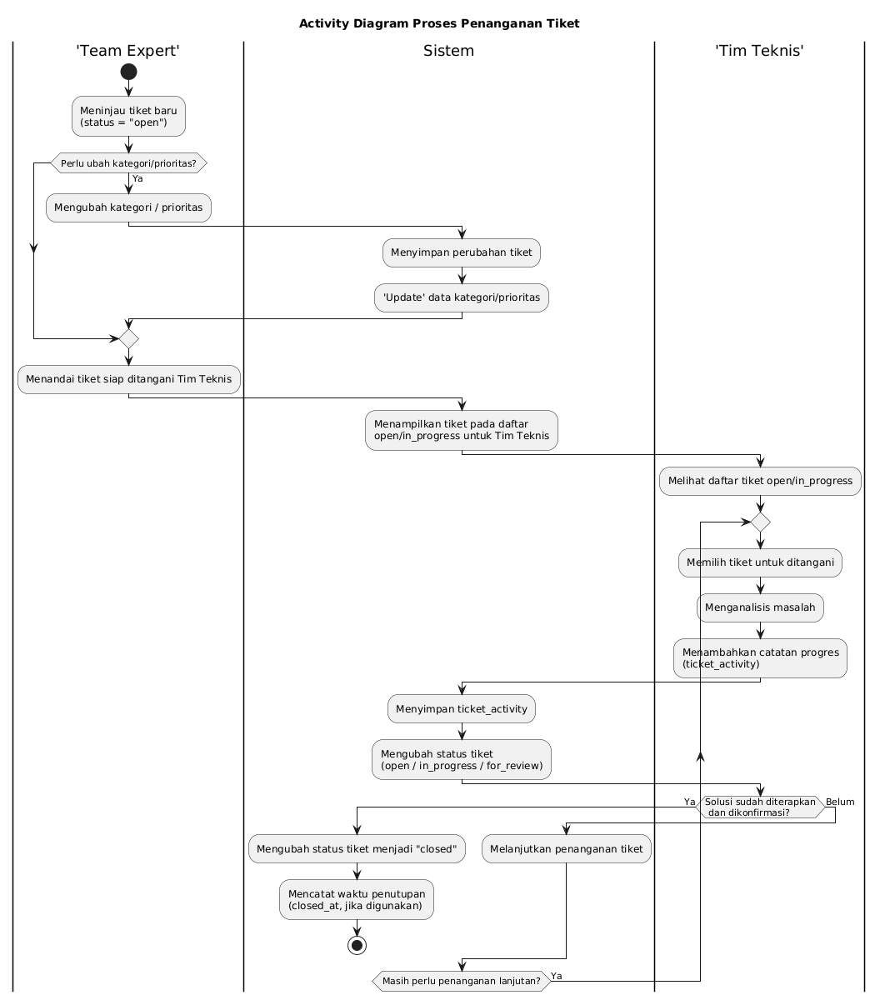 Activity Diagram Proses Penanganan Tiket
'Team Expert'
Sistem
'Tim Teknis'
Meninjau tiket baru
(status = "open")
Perlu ubah kategori/prioritas?
Ya
Mengubah kategori / prioritas
Menyimpan perubahan tiket
'Update' data kategori/prioritas
Menandai tiket siap ditangani Tim Teknis
Menampilkan tiket pada daftar
open/in_progress untuk Tim Teknis
Melihat daftar tiket open/in_progress
Memilih tiket untuk ditangani
Menganalisis masalah
Menambahkan catatan progres
(ticket_activity)
Menyimpan ticket_activity
Mengubah status tiket
(open / in_progress / for_review)
Ya
Solusi sudah diterapkan
dan dikonfirmasi?
Belum
Mengubah status tiket menjadi "closed"
Melanjutkan penanganan tiket
Mencatat waktu penutupan
(closed_at, jika digunakan)
Masih perlu penanganan lanjutan?
Ya